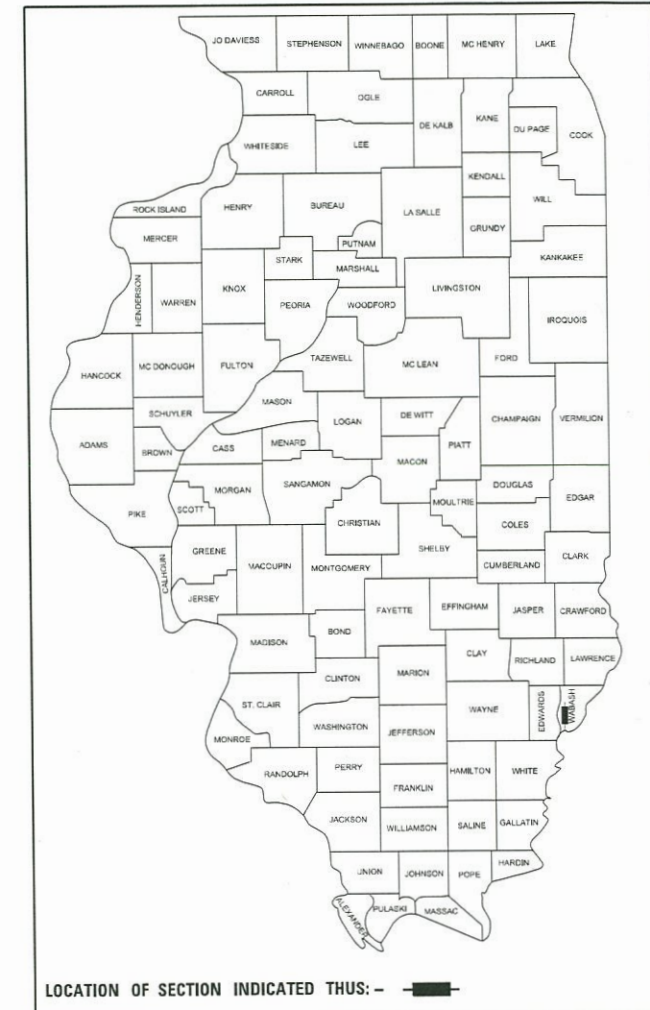 JO DAVIESS STEPHENSON WINNEBAGO BOONE MC HENRY LAKE
CARROLL OGLE DE KALB KANE DU PAGE COOK
WHITESIDE LEE
KENDALL WILL
ROCK ISLAND HENRY BUREAU LA SALLE GRUNDY
MERCER PUTNAM
STARK MARSHALL KANKAKEE
HENDERSON WARREN KNOX PEORIA WOODFORD LIVINGSTON IROQUOIS
HANCOCK MC DONOUGH FULTON TAZEWELL MC LEAN FORD
MASON
SCHUYLER LOGAN DE WITT CHAMPAIGN VERMILION
ADAMS BROWN CASS MENARD MACON PIATT
PIKE SCOTT MORGAN SANGAMON MOULTRIE DOUGLAS EDGAR
CHRISTIAN COLES
CALHOUN GREENE MACOUPIN MONTGOMERY SHELBY CUMBERLAND CLARK
JERSEY FAYETTE EFFINGHAM JASPER CRAWFORD
MADISON BOND
CLAY RICHLAND LAWRENCE
CLINTON MARION
ST. CLAIR WAYNE EDWARDS WABASH
MONROE WASHINGTON JEFFERSON
RANDOLPH PERRY HAMILTON WHITE
FRANKLIN
JACKSON WILLIAMSON SALINE GALLATIN
UNION JOHNSON POPE HARDIN
ALEXANDER PULASKI MASSAC
LOCATION OF SECTION INDICATED THUS: -